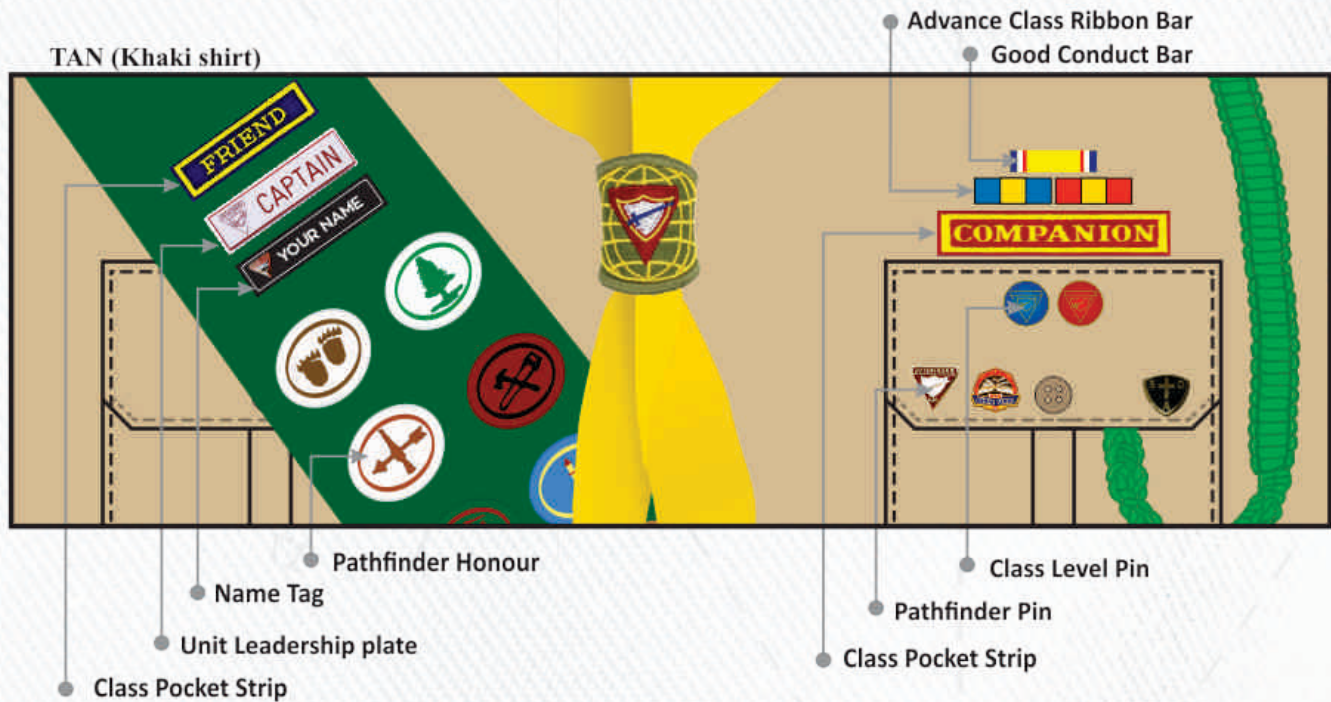 Advance Class Ribbon Bar
Good Conduct Bar
TAN (Khaki shirt)
FRIEND
CAPTAIN
YOUR NAME
COMPANION
Pathfinder Honour
Name Tag
Unit Leadership plate
Class Pocket Strip
Class Level Pin
Pathfinder Pin
Class Pocket Strip